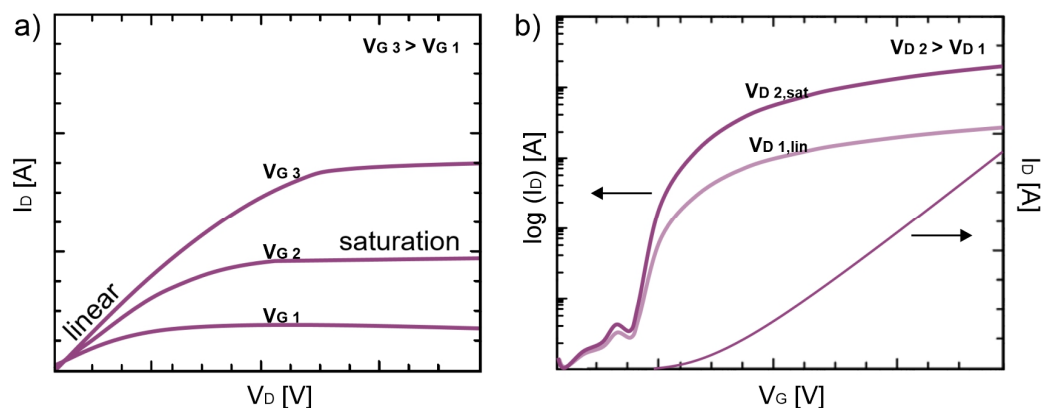 a)
VG 3 > VG 1
ID [A]
VG 3
VG 2
saturation
linear
VG 1
VD [V]
b)
VD 2 > VD 1
log (ID) [A]
VD 2,sat
VD 1,lin
ID [A]
VG [V]